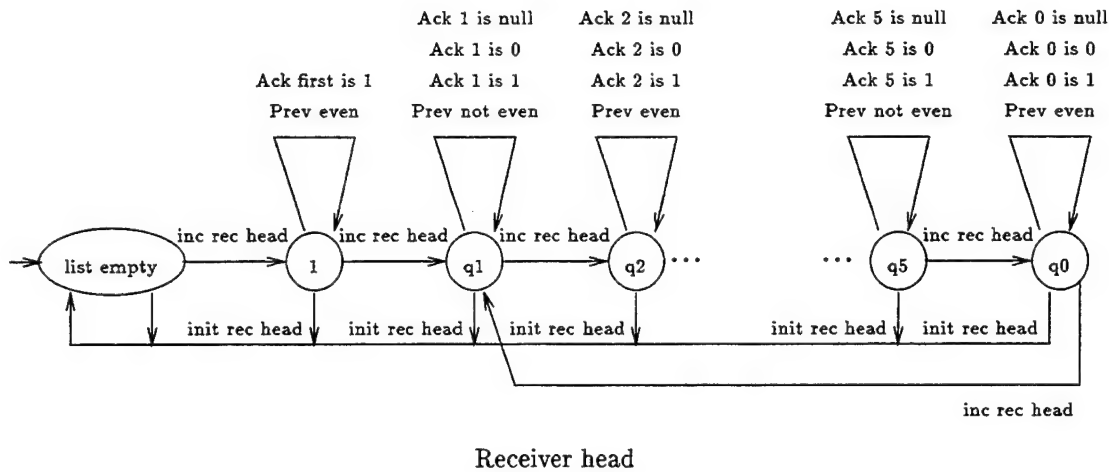 Ack 1 is null
Ack 1 is 0
Ack 1 is 1
Prev not even
Ack 2 is null
Ack 2 is 0
Ack 2 is 1
Prev even
Ack 5 is null
Ack 5 is 0
Ack 5 is 1
Prev not even
Ack 0 is null
Ack 0 is 0
Ack 0 is 1
Prev even
Ack first is 1
Prev even
list empty
inc rec head
1
inc rec head
q1
inc rec head
q2
...
...
q5
inc rec head
q0
init rec head
init rec head
init rec head
init rec head
init rec head
inc rec head
Receiver head